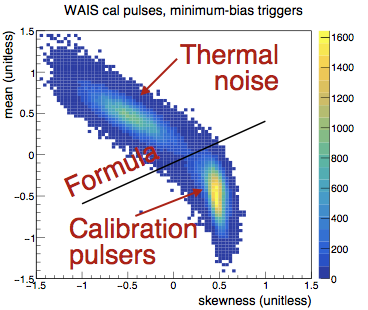 WAIS cal pulses, minimum-bias triggers
mean (unitless)
1.5
1
0.5
0
−0.5
−1
−1.5
Thermal
noise
Formula
Calibration
pulsers
−1.5
−1
−0.5
0
0.5
1
1.5
skewness (unitless)
1600
1400
1200
1000
800
600
400
200
0